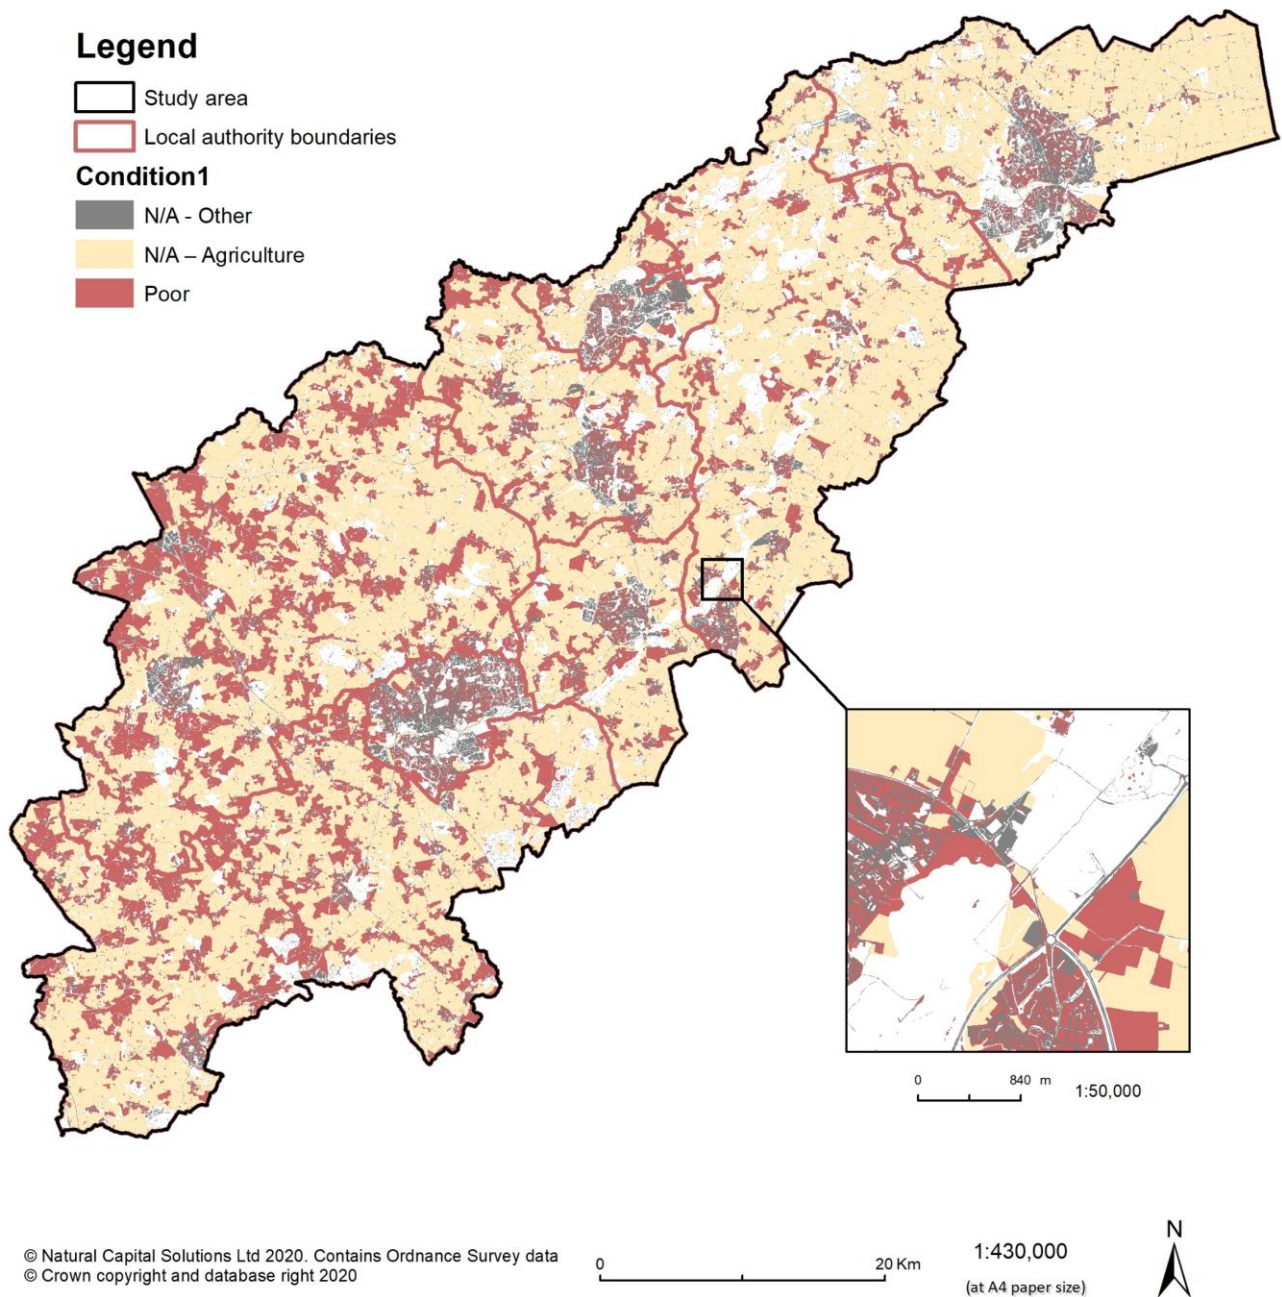 Legend
Study area
Local authority boundaries
Condition1
N/A - Other
N/A – Agriculture
Poor
0 840 m 1:50,000
© Natural Capital Solutions Ltd 2020. Contains Ordnance Survey data
© Crown copyright and database right 2020
0 20 Km
1:430,000
(at A4 paper size)
N